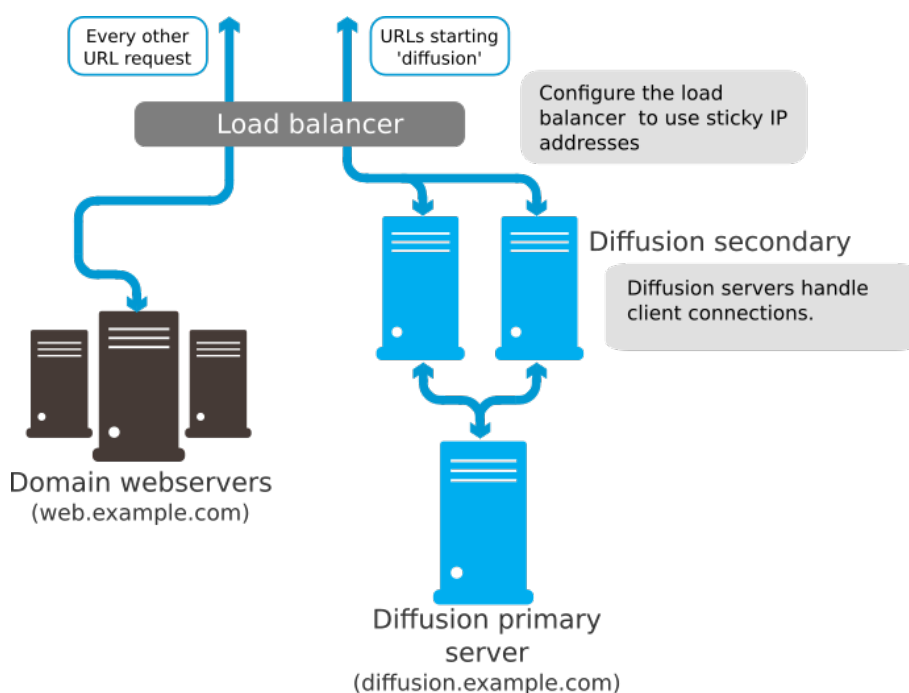 Every other
URL request
URLs starting
'diffusion'
Load balancer
Configure the load
balancer to use sticky IP
addresses
Diffusion secondary
Diffusion servers handle
client connections.
Domain webservers
(web.example.com)
Diffusion primary
server
(diffusion.example.com)